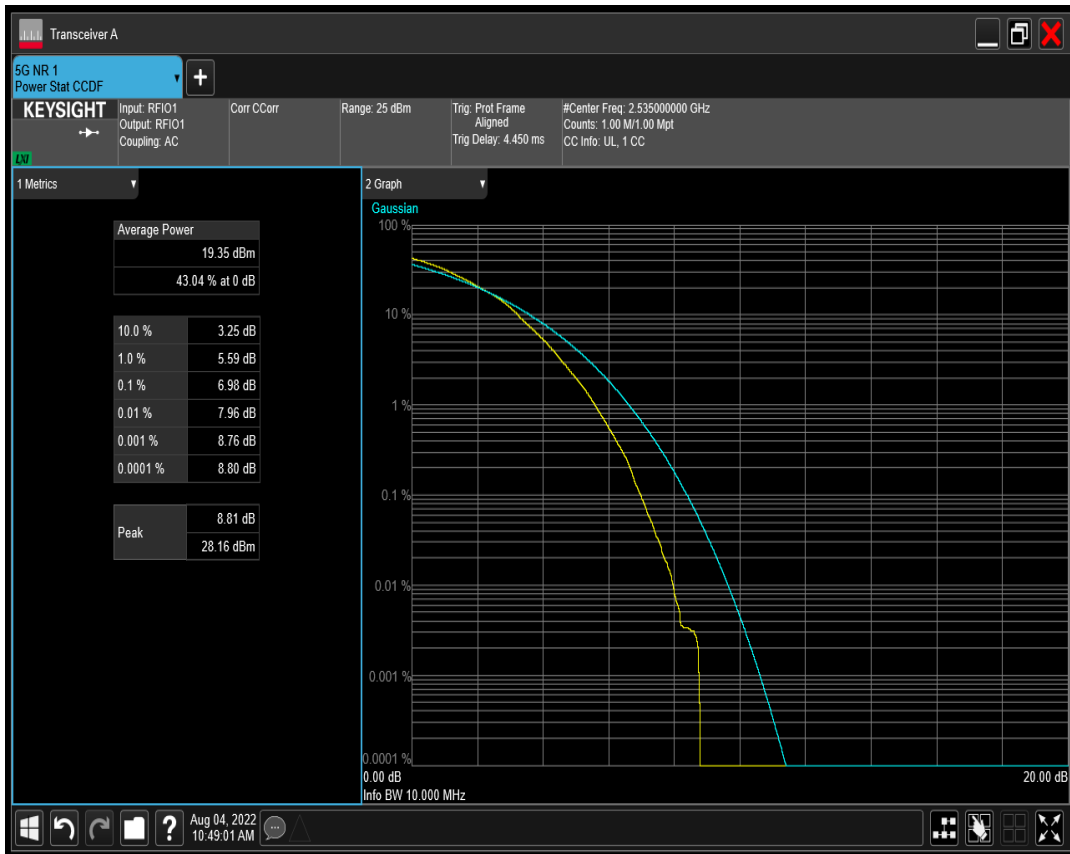 Transceiver A
5G NR 1
Power Stat CCDF
+
KEYSIGHT
LXI
Input: RFIO1
Output: RFIO1
Coupling: AC
Corr CCorr
Range: 25 dBm
Trig: Prot Frame
Aligned
Trig Delay: 4.450 ms
#Center Freq: 2.535000000 GHz
Counts: 1.00 M/1.00 Mpt
CC Info: UL, 1 CC
1 Metrics
Average Power
19.35 dBm
43.04 % at 0 dB
10.0 % 3.25 dB
1.0 % 5.59 dB
0.1 % 6.98 dB
0.01 % 7.96 dB
0.001 % 8.76 dB
0.0001 % 8.80 dB
Peak
8.81 dB
28.16 dBm
2 Graph
Gaussian
100 %
10 %
1 %
0.1 %
0.01 %
0.001 %
0.0001 %
0.00 dB 20.00 dB
Info BW 10.000 MHz
?
Aug 04, 2022
10:49:01 AM